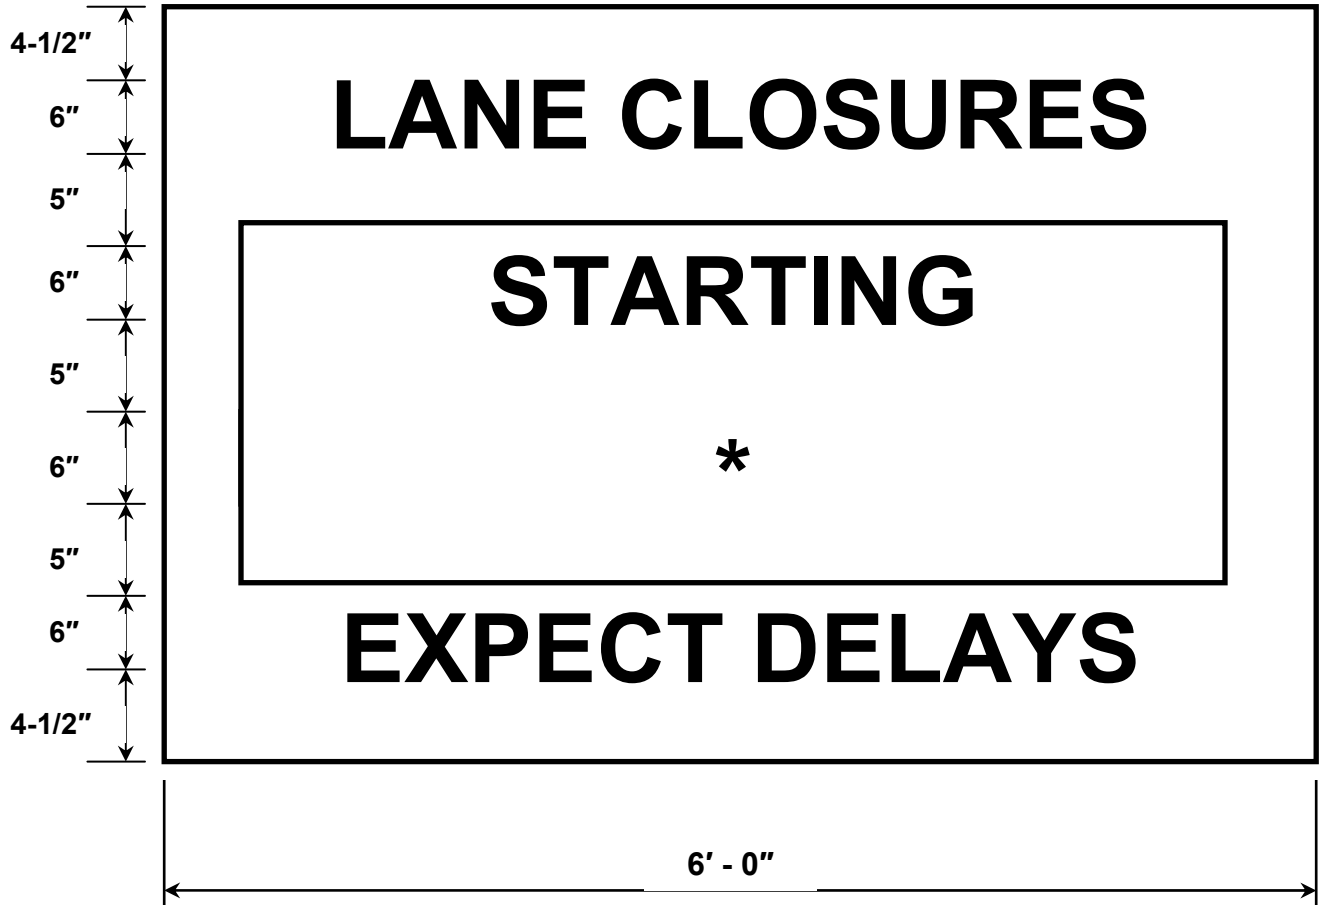 4-1/2″
6″
LANE CLOSURES
5″
6″
STARTING
5″
6″
*
5″
6″
EXPECT DELAYS
4-1/2″
6′ - 0″